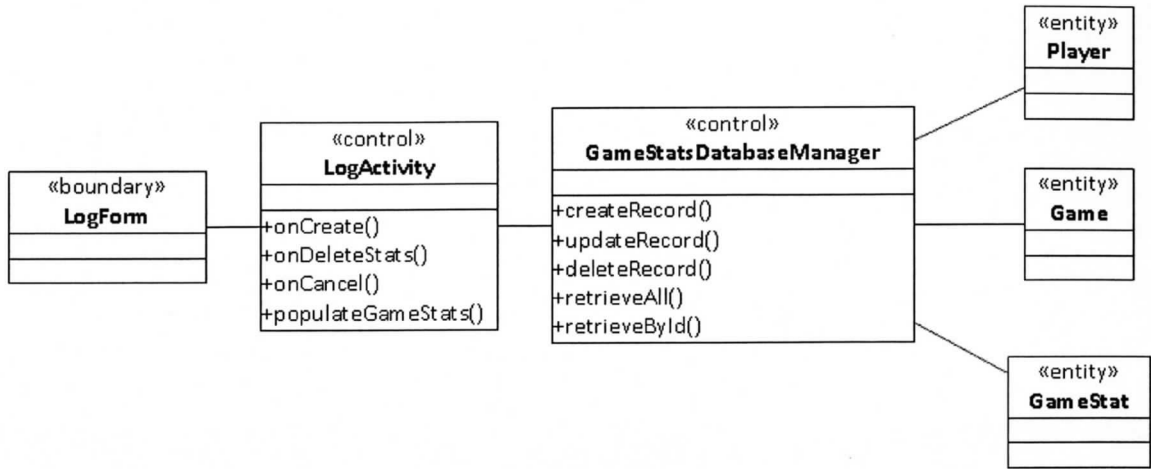 «boundary»
LogForm
«control»
LogActivity
+onCreate()
+onDeleteStats()
+onCancel()
+populateGameStats()
«control»
GameStatsDatabaseManager
+createRecord()
+updateRecord()
+deleteRecord()
+retrieveAll()
+retrieveById()
«entity»
Player
«entity»
Game
«entity»
GameStat